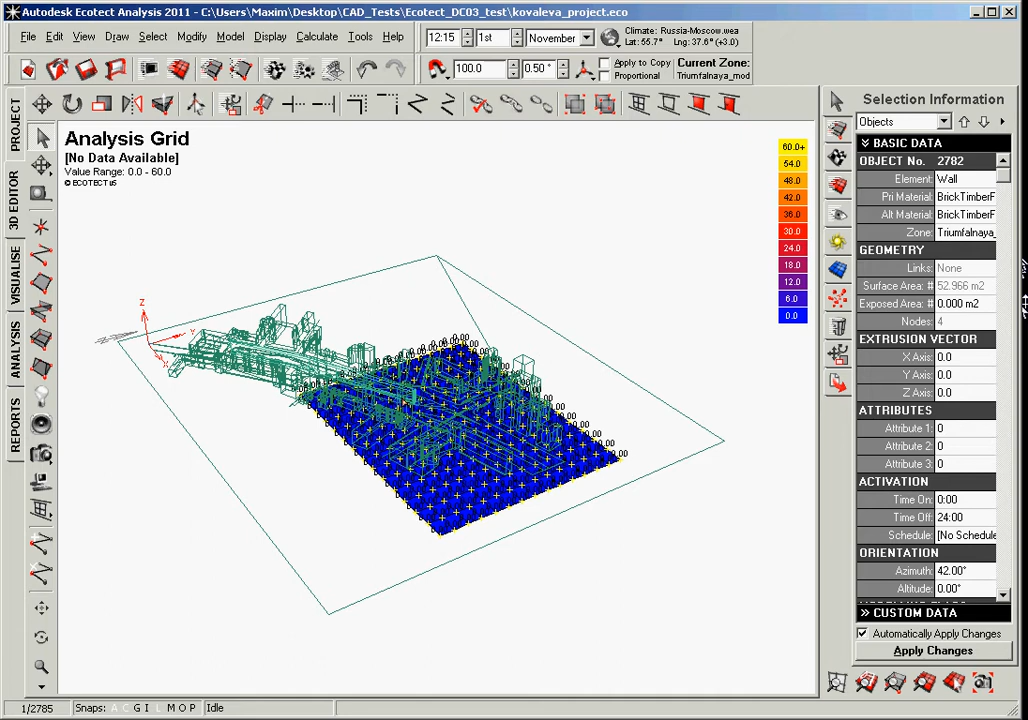 Autodesk Ecotect Analysis 2011 - C:\Users\Maxim\Desktop\CAD_Tests\Ecotect_DC03_test\kovaleva_project.eco
File Edit View Draw Select Modify Model Display Calculate Tools Help
12:15 1st November
Climate: Russia-Moscow.wea
Lat: 55.7° Lng: 37.6° (+3.0)
100.0 0.50°
Apply to Copy
Proportional
Current Zone:
Triumfalnaya_mod
PROJECT
3D EDITOR
VISUALISE
ANALYSIS
REPORTS
Analysis Grid
[No Data Available]
Value Range: 0.0 - 60.0
© ECOTECT v5
60.0+
54.0
48.0
42.0
36.0
30.0
24.0
18.0
12.0
6.0
0.0
Z
Y
X
Selection Information
Objects
BASIC DATA
OBJECT No. 2782
Element: Wall
Pri Material: BrickTimberF
Alt Material: BrickTimberF
Zone: Triumfalnaya_
GEOMETRY
Links: None
Surface Area: # 52.966 m2
Exposed Area: # 0.000 m2
Nodes: 4
EXTRUSION VECTOR
X Axis: 0.0
Y Axis: 0.0
Z Axis: 0.0
ATTRIBUTES
Attribute 1: 0
Attribute 2: 0
Attribute 3: 0
ACTIVATION
Time On: 0:00
Time Off: 24:00
Schedule: [No Schedule
ORIENTATION
Azimuth: 42.00°
Altitude: 0.00°
CUSTOM DATA
Automatically Apply Changes
Apply Changes
1/2785 Snaps: A C G I L M O P Idle